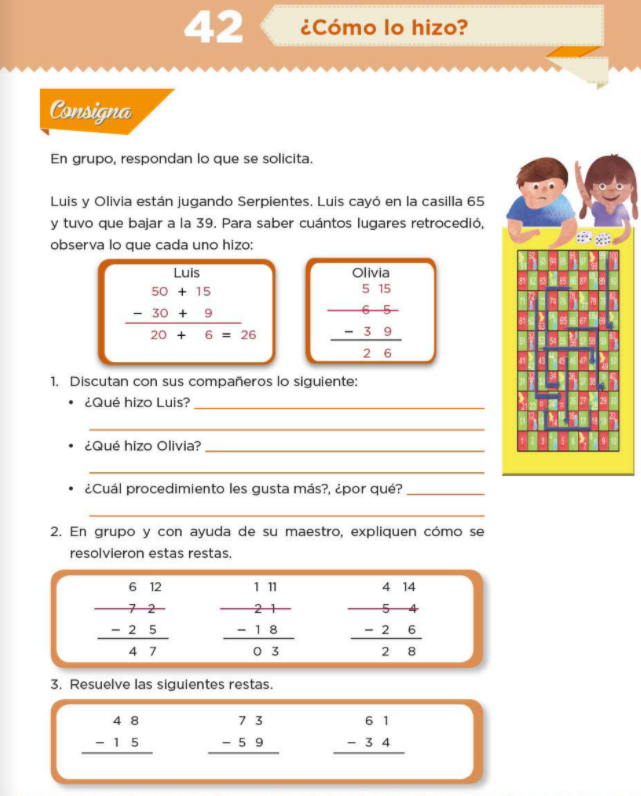 42
¿Cómo lo hizo?
Consigna
En grupo, respondan lo que se solicita.
Luis y Olivia están jugando Serpientes. Luis cayó en la casilla 65
y tuvo que bajar a la 39. Para saber cuántos lugares retrocedió,
observa lo que cada uno hizo:
Luis
50 + 15
− 30 + 9
20 + 6 = 26
Olivia
5 15
6 5
− 3 9
2 6
1. Discutan con sus compañeros lo siguiente:
• ¿Qué hizo Luis?
• ¿Qué hizo Olivia?
• ¿Cuál procedimiento les gusta más?, ¿por qué?
2. En grupo y con ayuda de su maestro, expliquen cómo se
resolvieron estas restas.
6 12
7 2
− 2 5
4 7
1 11
2 1
− 1 8
0 3
4 14
5 4
− 2 6
2 8
3. Resuelve las siguientes restas.
4 8
− 1 5
7 3
− 5 9
6 1
− 3 4